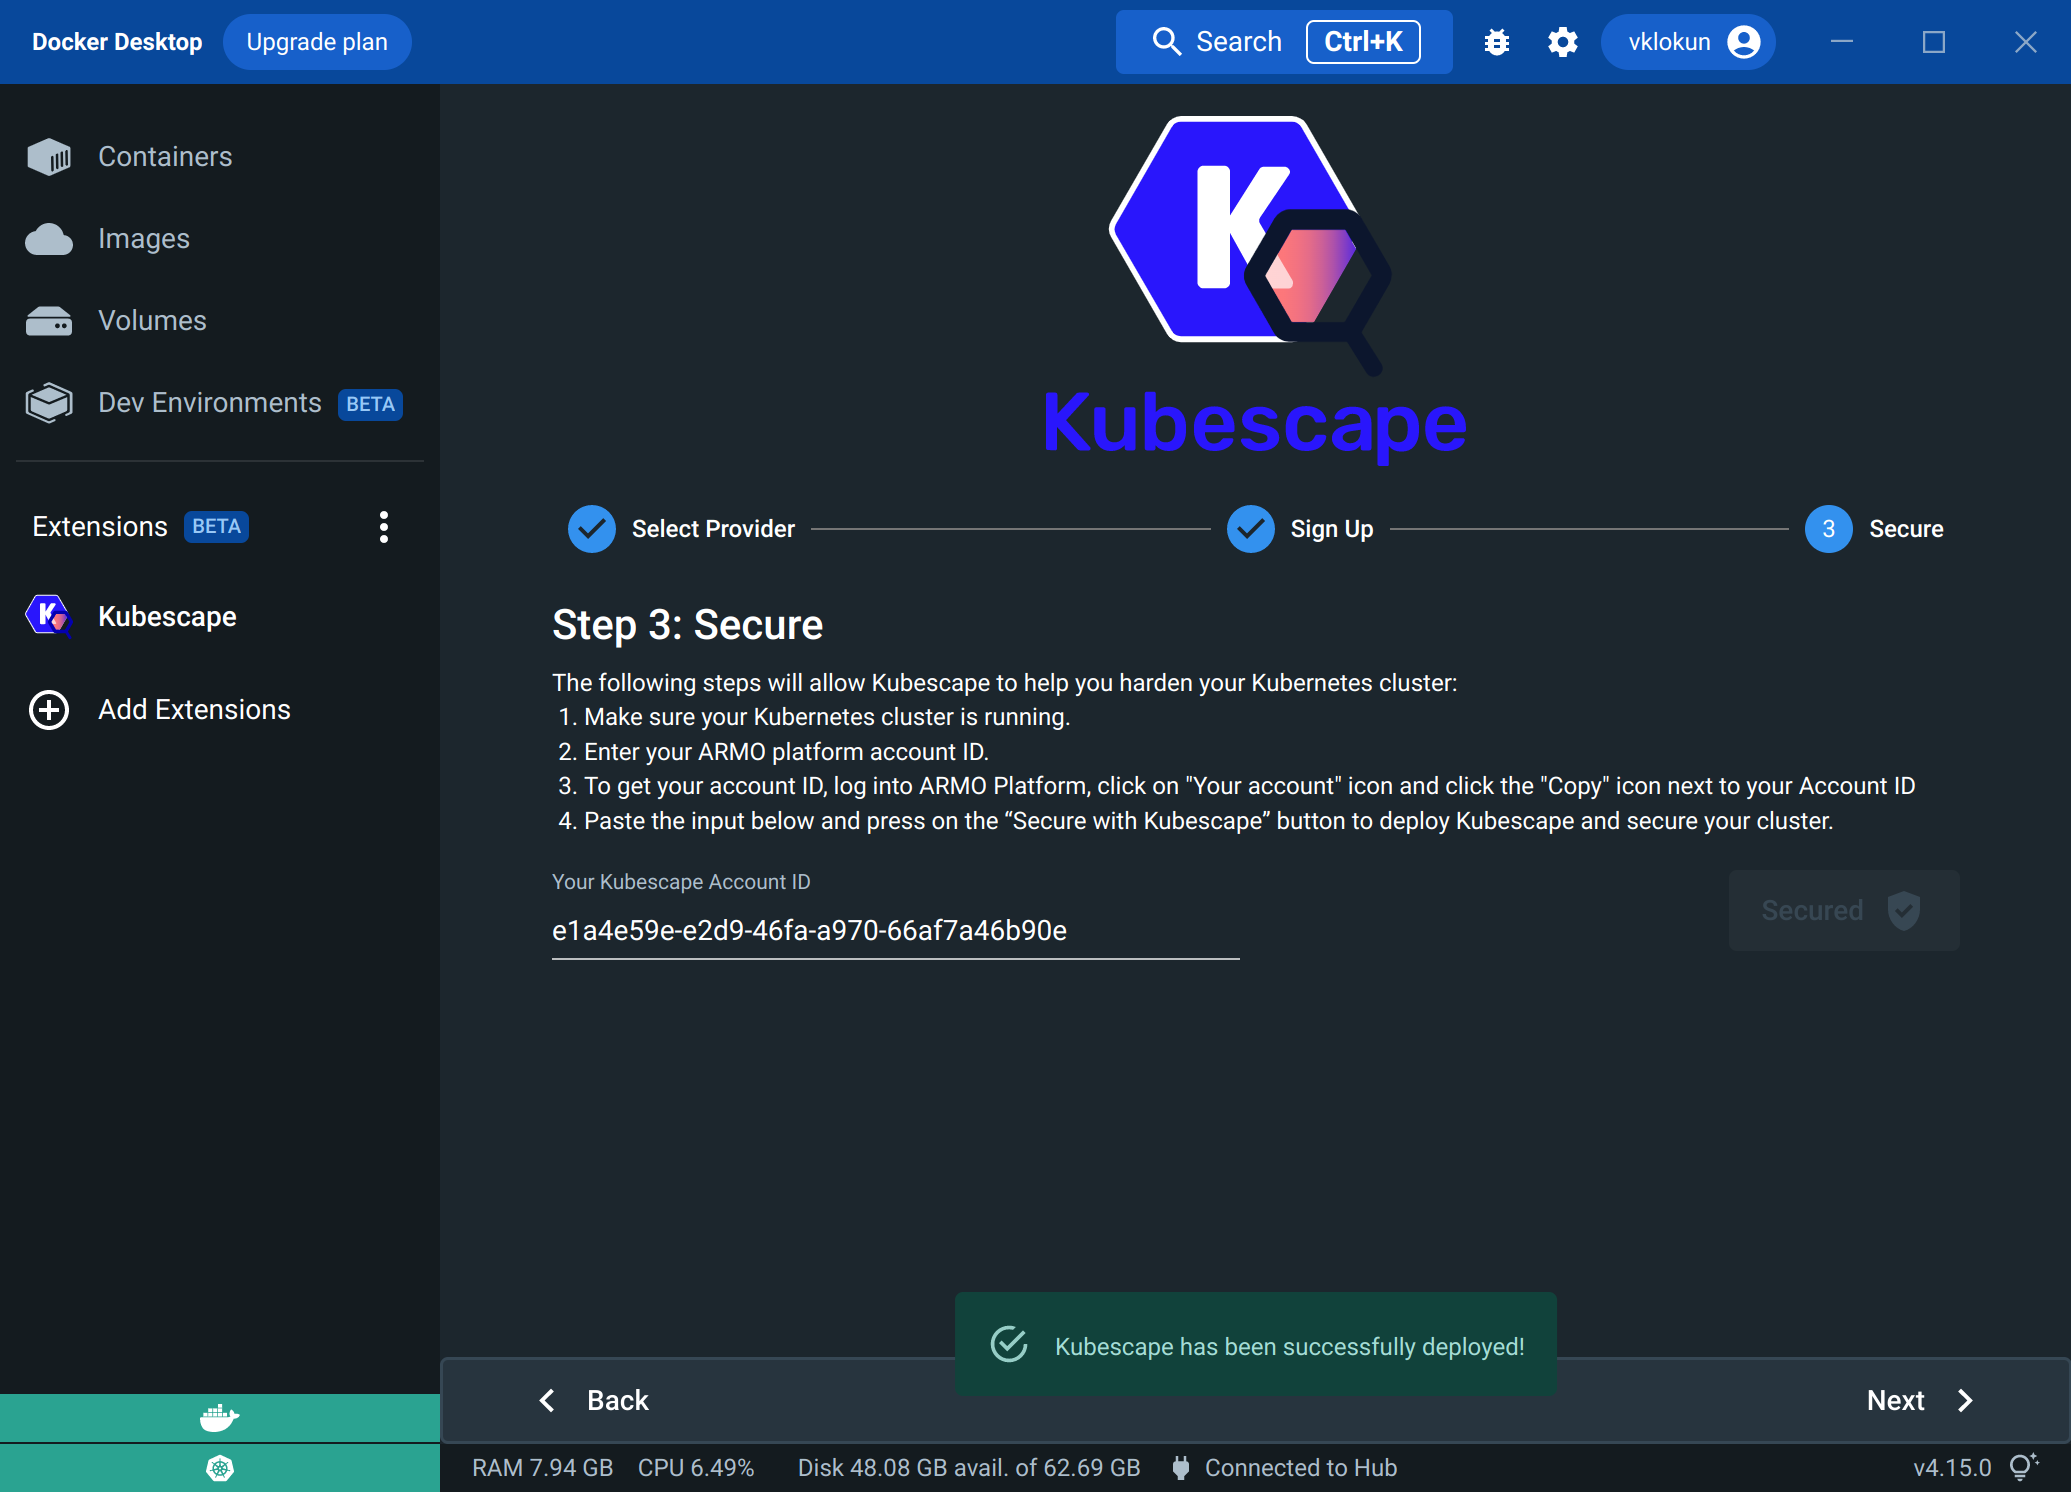 Docker Desktop
Upgrade plan
Search
Ctrl+K
vklokun
Containers
Images
Volumes
Dev Environments BETA
Extensions BETA
Kubescape
Add Extensions
K
Kubescape
Select Provider
Sign Up
3 Secure
Step 3: Secure
The following steps will allow Kubescape to help you harden your Kubernetes cluster:
1. Make sure your Kubernetes cluster is running.
2. Enter your ARMO platform account ID.
3. To get your account ID, log into ARMO Platform, click on "Your account" icon and click the "Copy" icon next to your Account ID
4. Paste the input below and press on the “Secure with Kubescape” button to deploy Kubescape and secure your cluster.
Your Kubescape Account ID
e1a4e59e-e2d9-46fa-a970-66af7a46b90e
Secured
Kubescape has been successfully deployed!
Back
Next
RAM 7.94 GB CPU 6.49% Disk 48.08 GB avail. of 62.69 GB Connected to Hub
v4.15.0